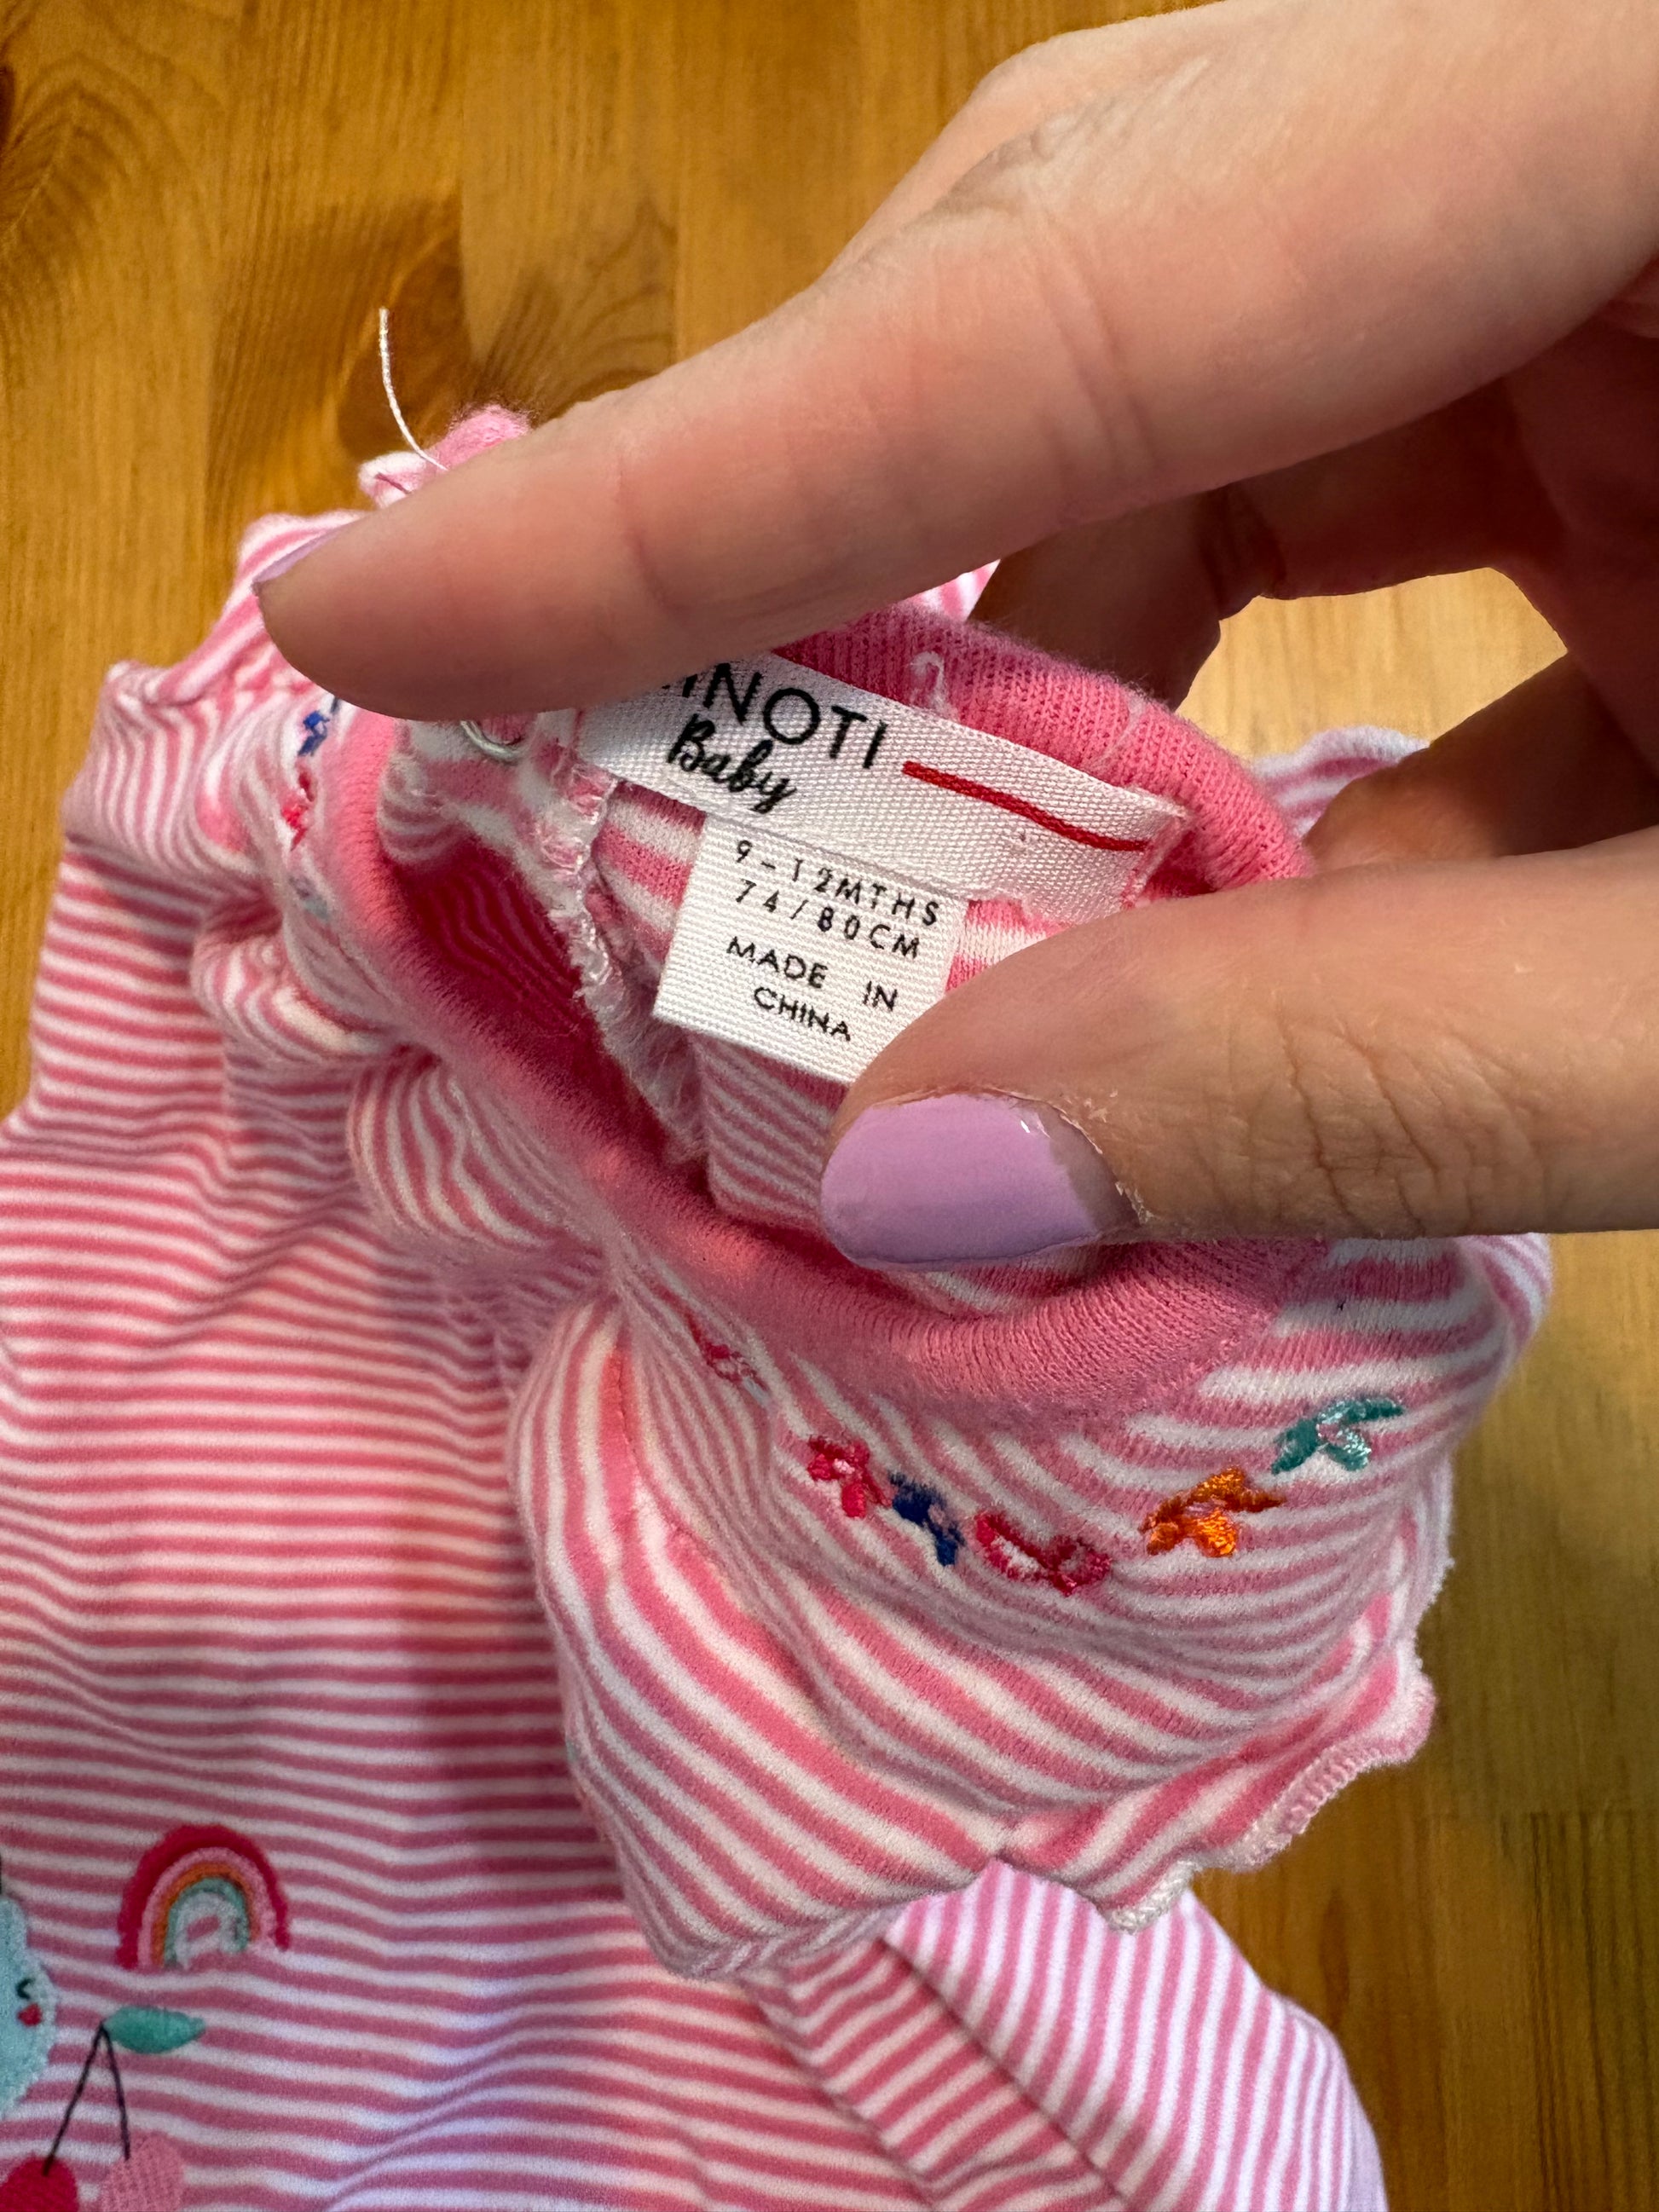 Baby
9-12MTHS
74/80CM
MADE IN
CHINA